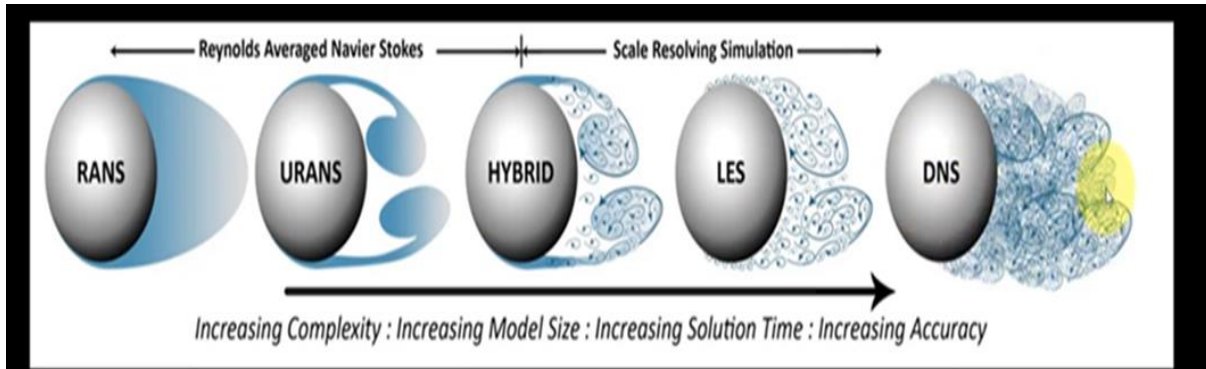 Reynolds Averaged Navier Stokes
Scale Resolving Simulation
RANS
URANS
HYBRID
LES
DNS
Increasing Complexity : Increasing Model Size : Increasing Solution Time : Increasing Accuracy